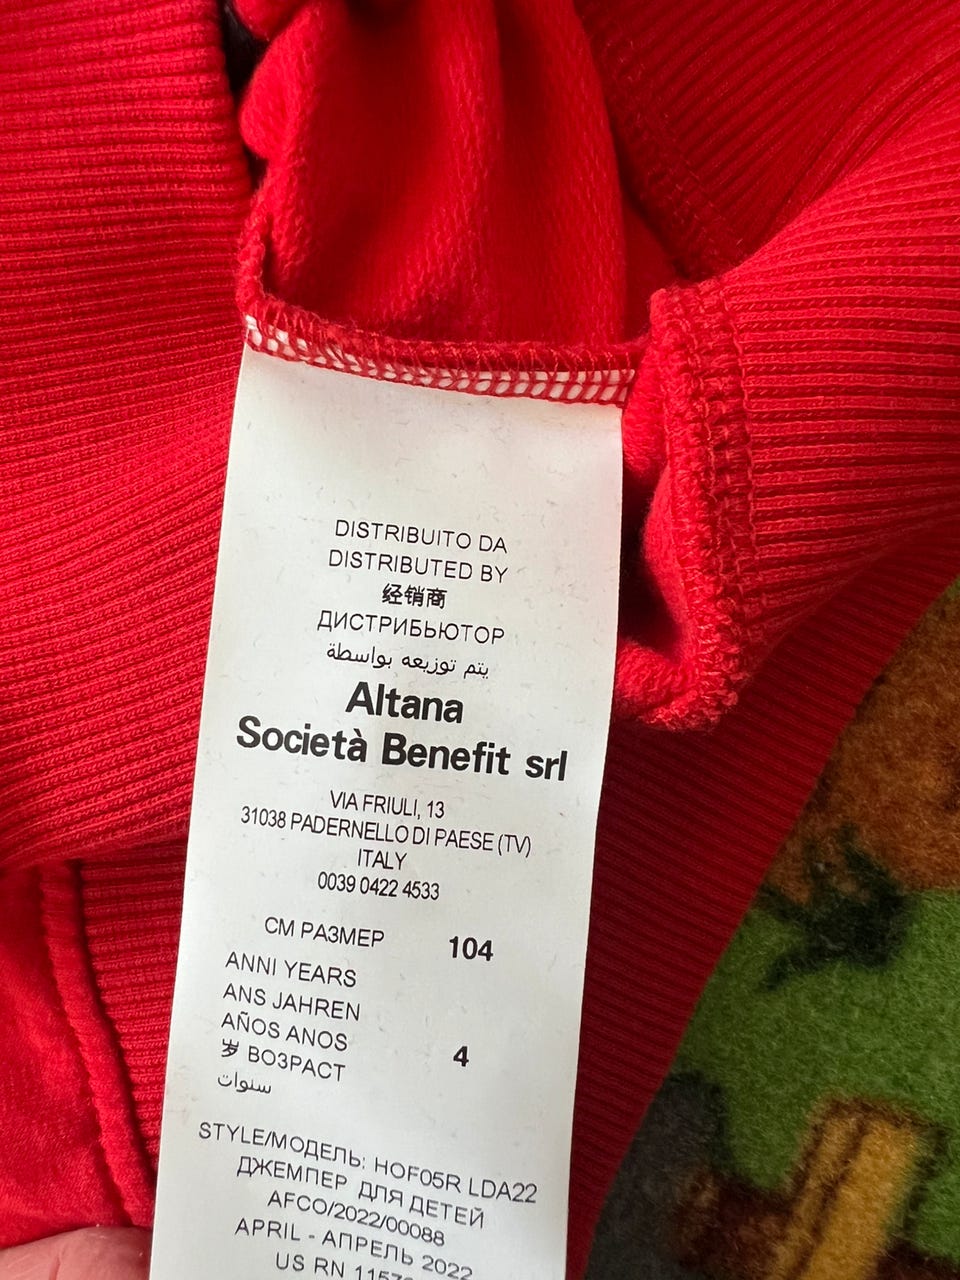 DISTRIBUITO DA
DISTRIBUTED BY
经销商
ДИСТРИБЬЮТОР
يتم توزيعه بواسطة
Altana
Società Benefit srl
VIA FRIULI, 13
31038 PADERNELLO DI PAESE (TV)
ITALY
0039 0422 4533
CM РАЗМЕР 104
ANNI YEARS
ANS JAHREN
AÑOS ANOS 4
岁 ВОЗРАСТ
سنوات
STYLE/МОДЕЛЬ: HOF05R LDA22
ДЖЕМПЕР ДЛЯ ДЕТЕЙ
AFCO/2022/00088
APRIL - АПРЕЛЬ 2022
US RN